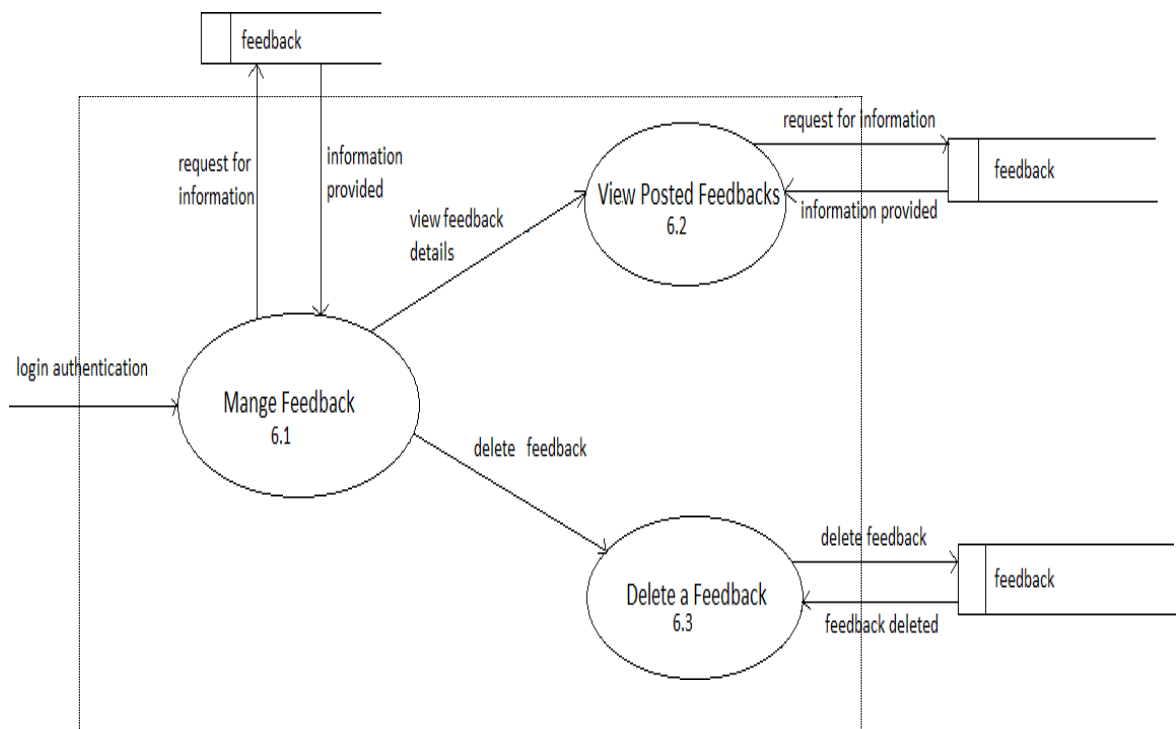 feedback
request for
information
information
provided
request for information
feedback
information provided
View Posted Feedbacks
6.2
view feedback
details
login authentication
Mange Feedback
6.1
delete feedback
delete feedback
feedback
Delete a Feedback
6.3
feedback deleted